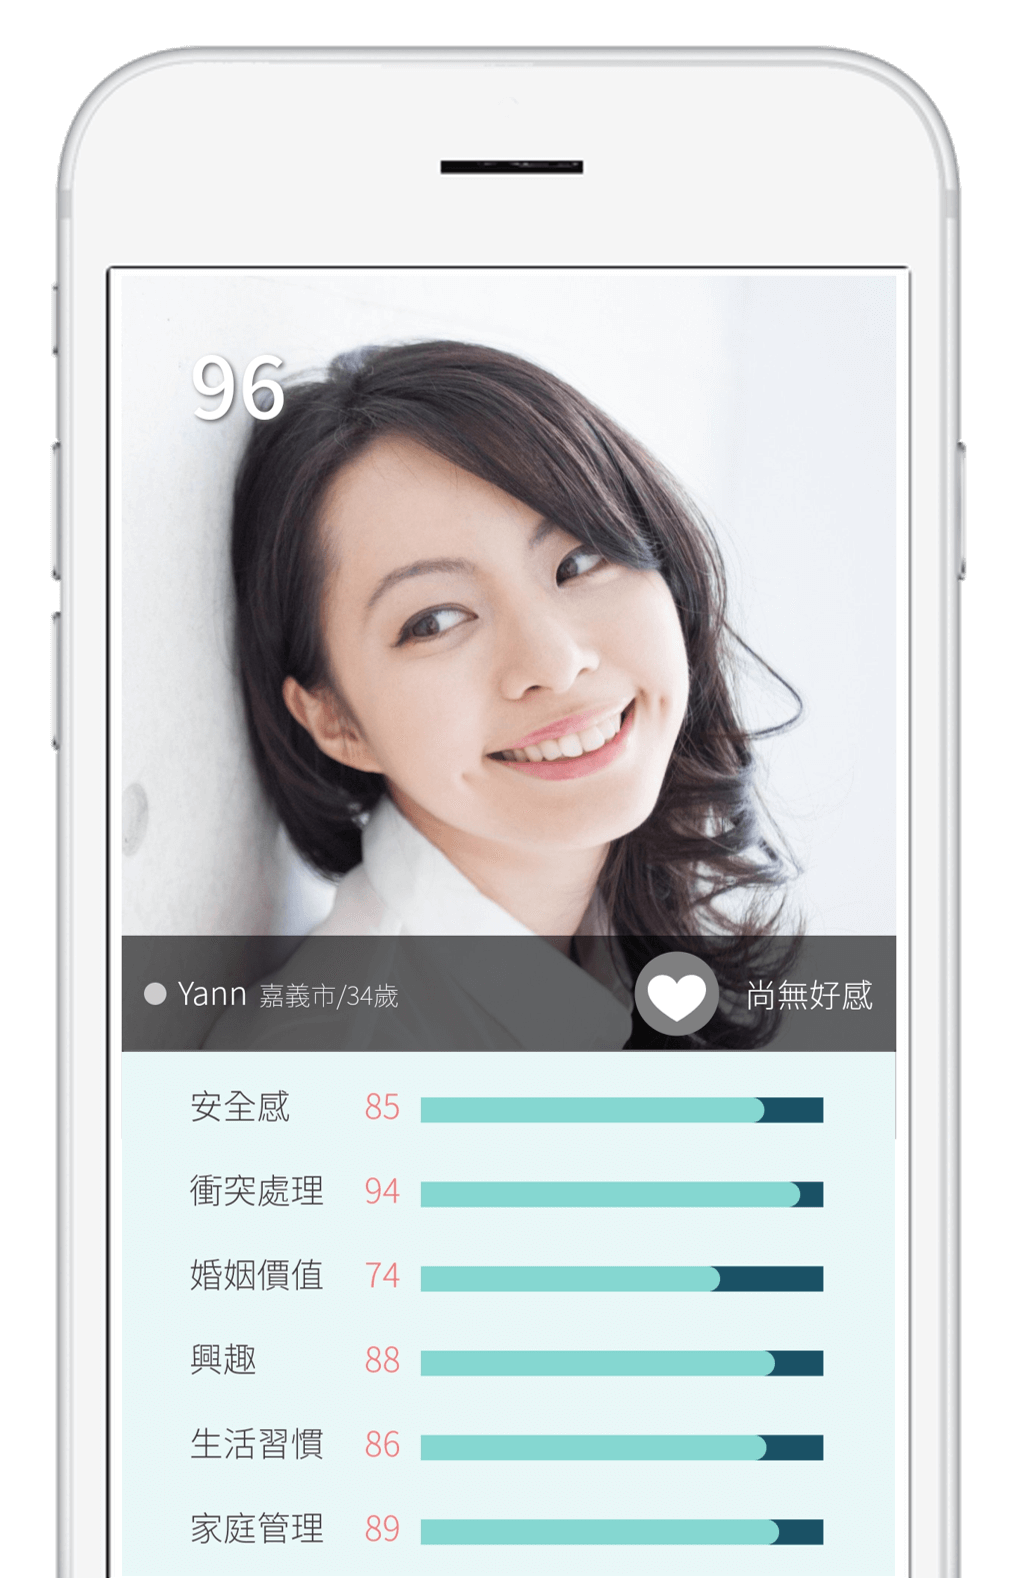 96
Yann 嘉義市/34歲 尚無好感
安全感 85
衝突處理 94
婚姻價值 74
興趣 88
生活習慣 86
家庭管理 89